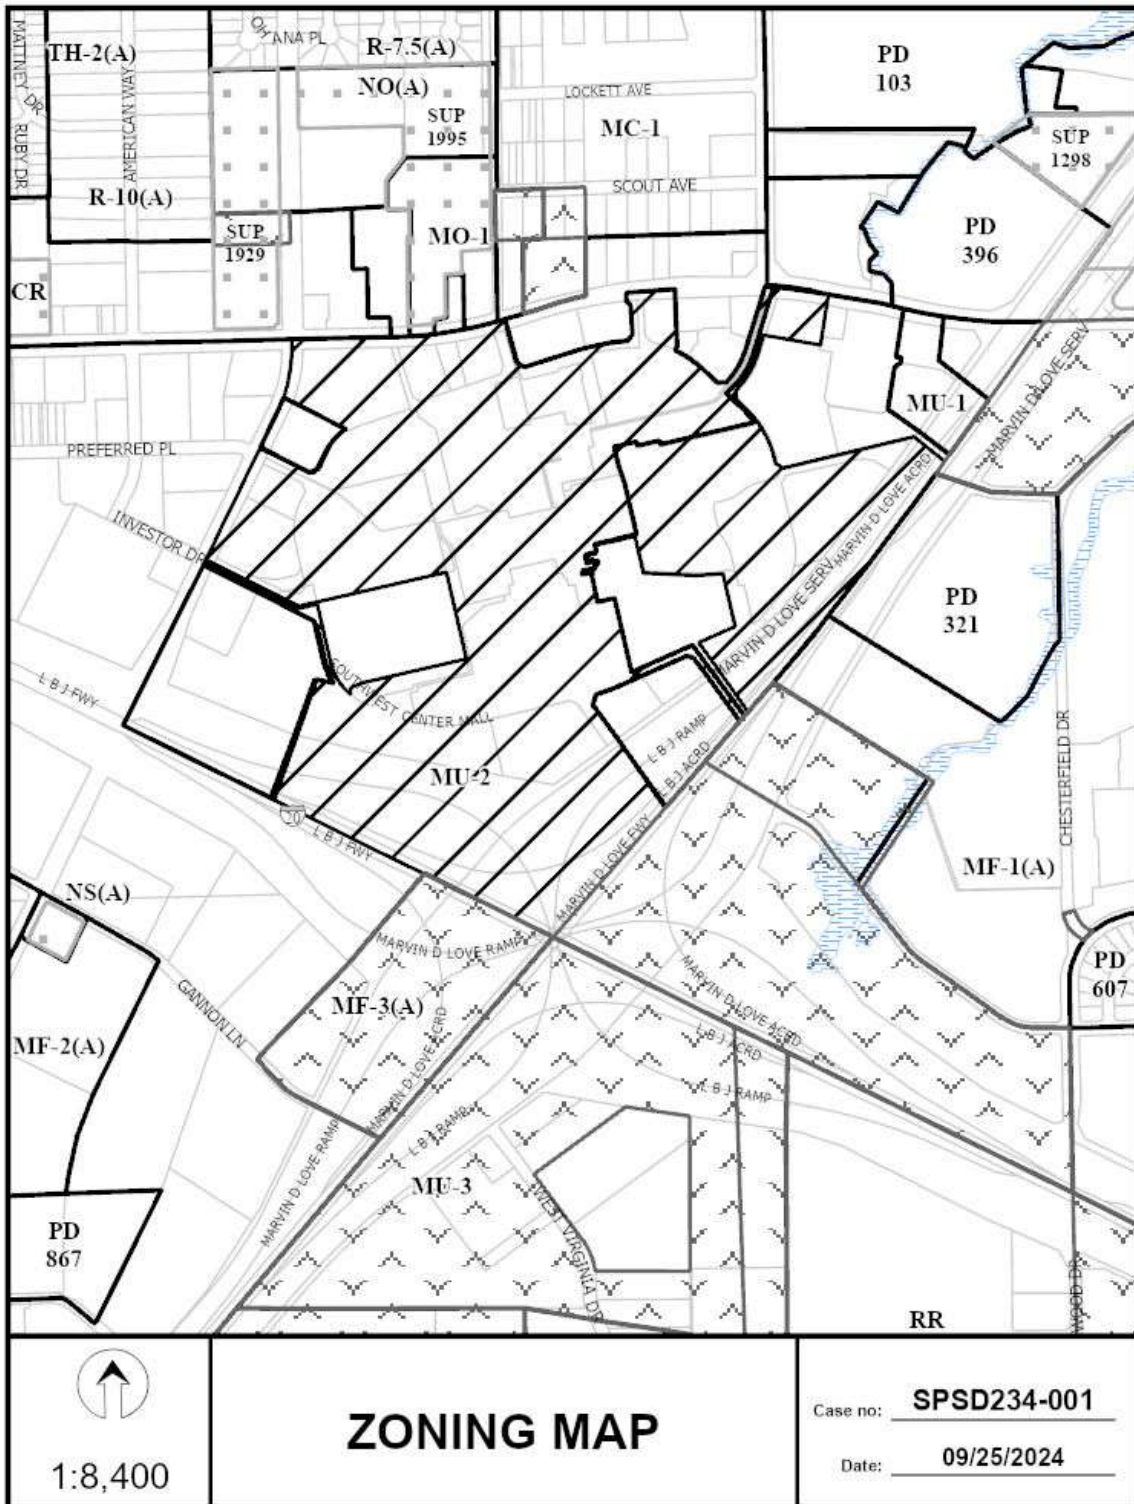 MATTNEY DR
RUBY DR
TH-2(A)
AMERICAN WAY
R-10(A)
ANA PL
R-7.5(A)
NO(A)
SUP
1995
LOCKETT AVE
MC-1
SCOUT AVE
PD
103
SUP
1298
PD
396
SUP
1929
MO-1
CR
PREFERRED PL
INVESTOR DR
MU-1
MARVIN D LOVE SERV
MARVIN D LOVE ACRD
MARVIN D LOVE SERV
PD
321
L B J FWY
SOUTHWEST CENTER MALL
MU-2
L B J RAMP
L B J ACRD
20
L B J FWY
MARVIN D LOVE FWY
CHESTERFIELD DR
MF-1(A)
NS(A)
MARVIN D LOVE RAMP
MARVIN D LOVE ACRD
PD
607
GANNON LN
MF-3(A)
MF-2(A)
MARVIN D LOVE ACRD
L B J ACRD
L B J RAMP
L B J RAMP
MARVIN D LOVE RAMP
MU-3
WEST VIRGINIA DR
PD
867
RR
WOOD DR
1:8,400
ZONING MAP
Case no: SPSD234-001
Date: 09/25/2024